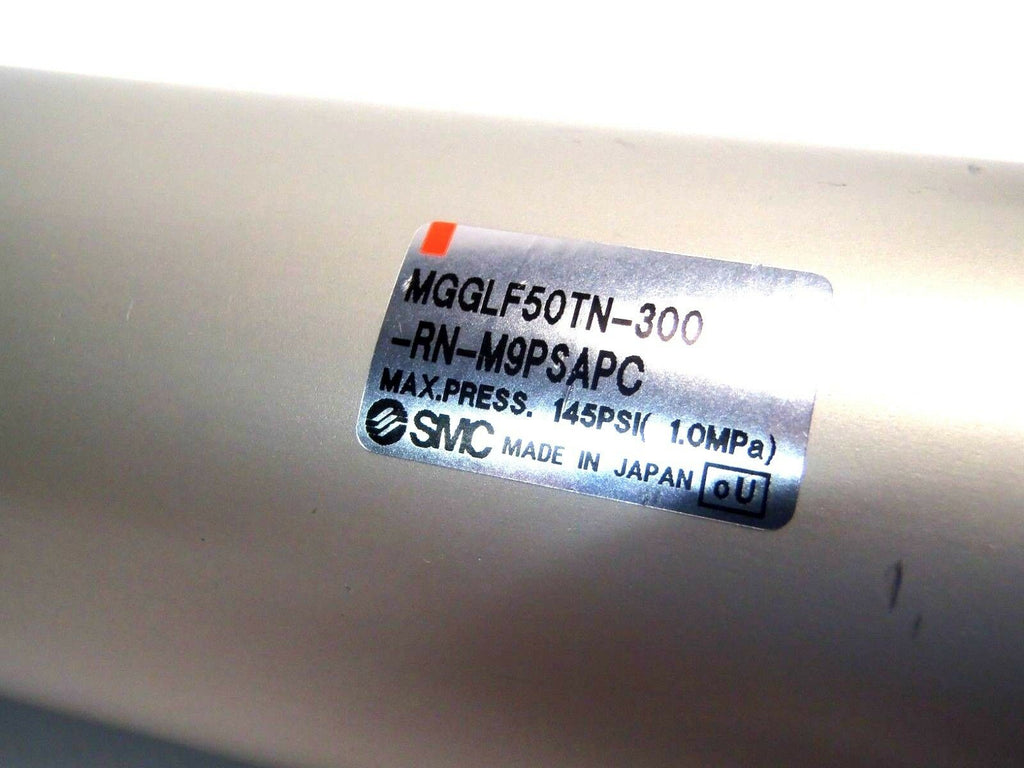 MGGLF50TN-300
-RN-M9PSAPC
MAX.PRESS. 145PSI( 1.0MPa)
SMC MADE IN JAPAN oU